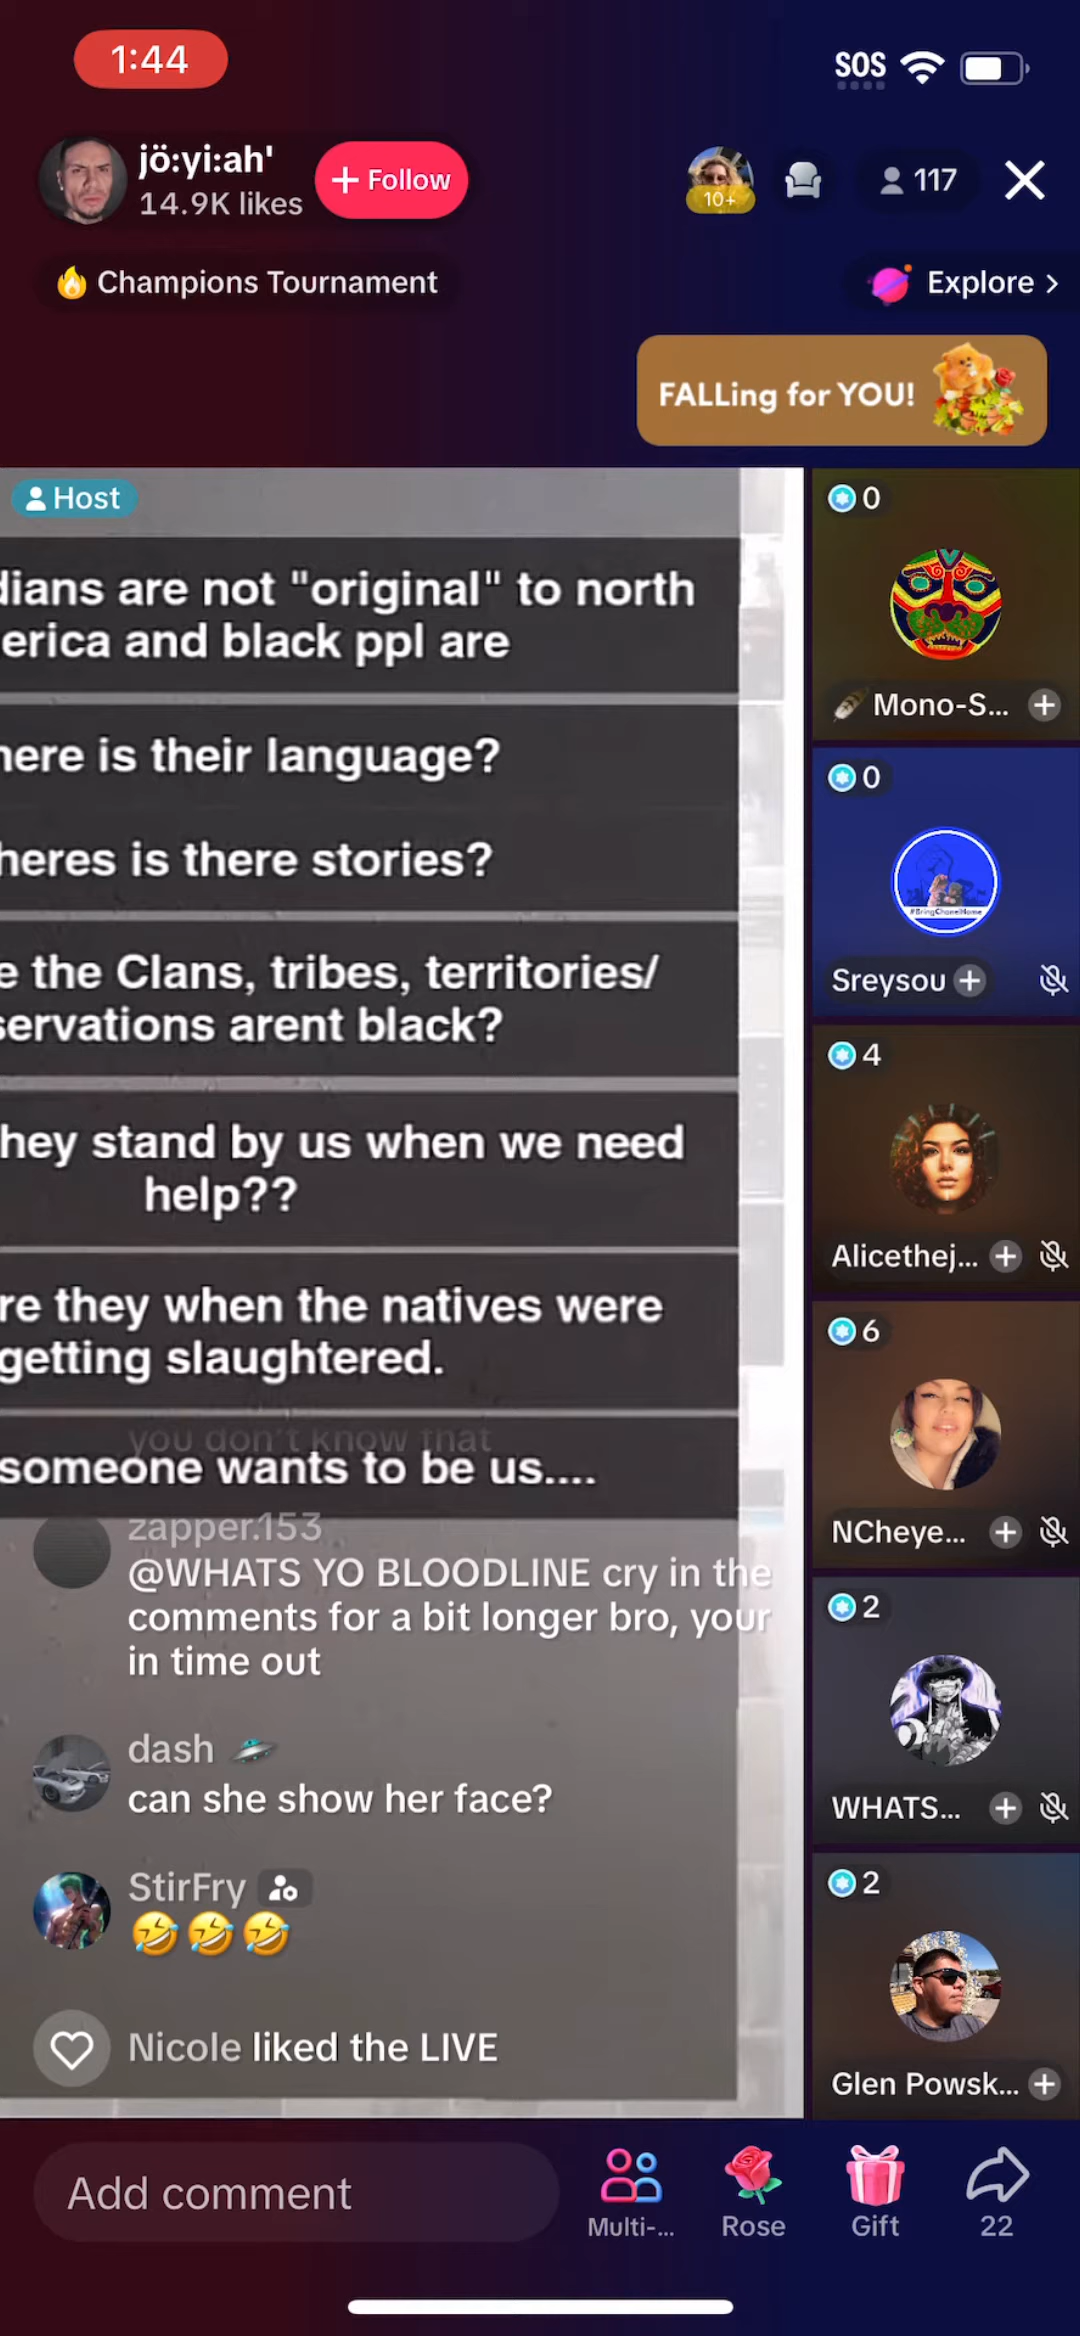 1:44
SOS
jö:yi:ah'
14.9K likes
+ Follow
10+
117
Champions Tournament
Explore >
FALLing for YOU!
Host
dians are not "original" to north
erica and black ppl are
here is their language?
heres is there stories?
e the Clans, tribes, territories/
servations arent black?
hey stand by us when we need
help??
re they when the natives were
getting slaughtered.
you don't know that
someone wants to be us....
zapper.153
@WHATS YO BLOODLINE cry in the
comments for a bit longer bro, your
in time out
dash
can she show her face?
StirFry
🤣🤣🤣
Nicole liked the LIVE
0
Mono-S...
0
#BringChanelHome
Sreysou
4
Alicethej...
6
NCheye...
2
WHATS...
2
Glen Powsk...
Add comment
Multi-...
Rose
Gift
22